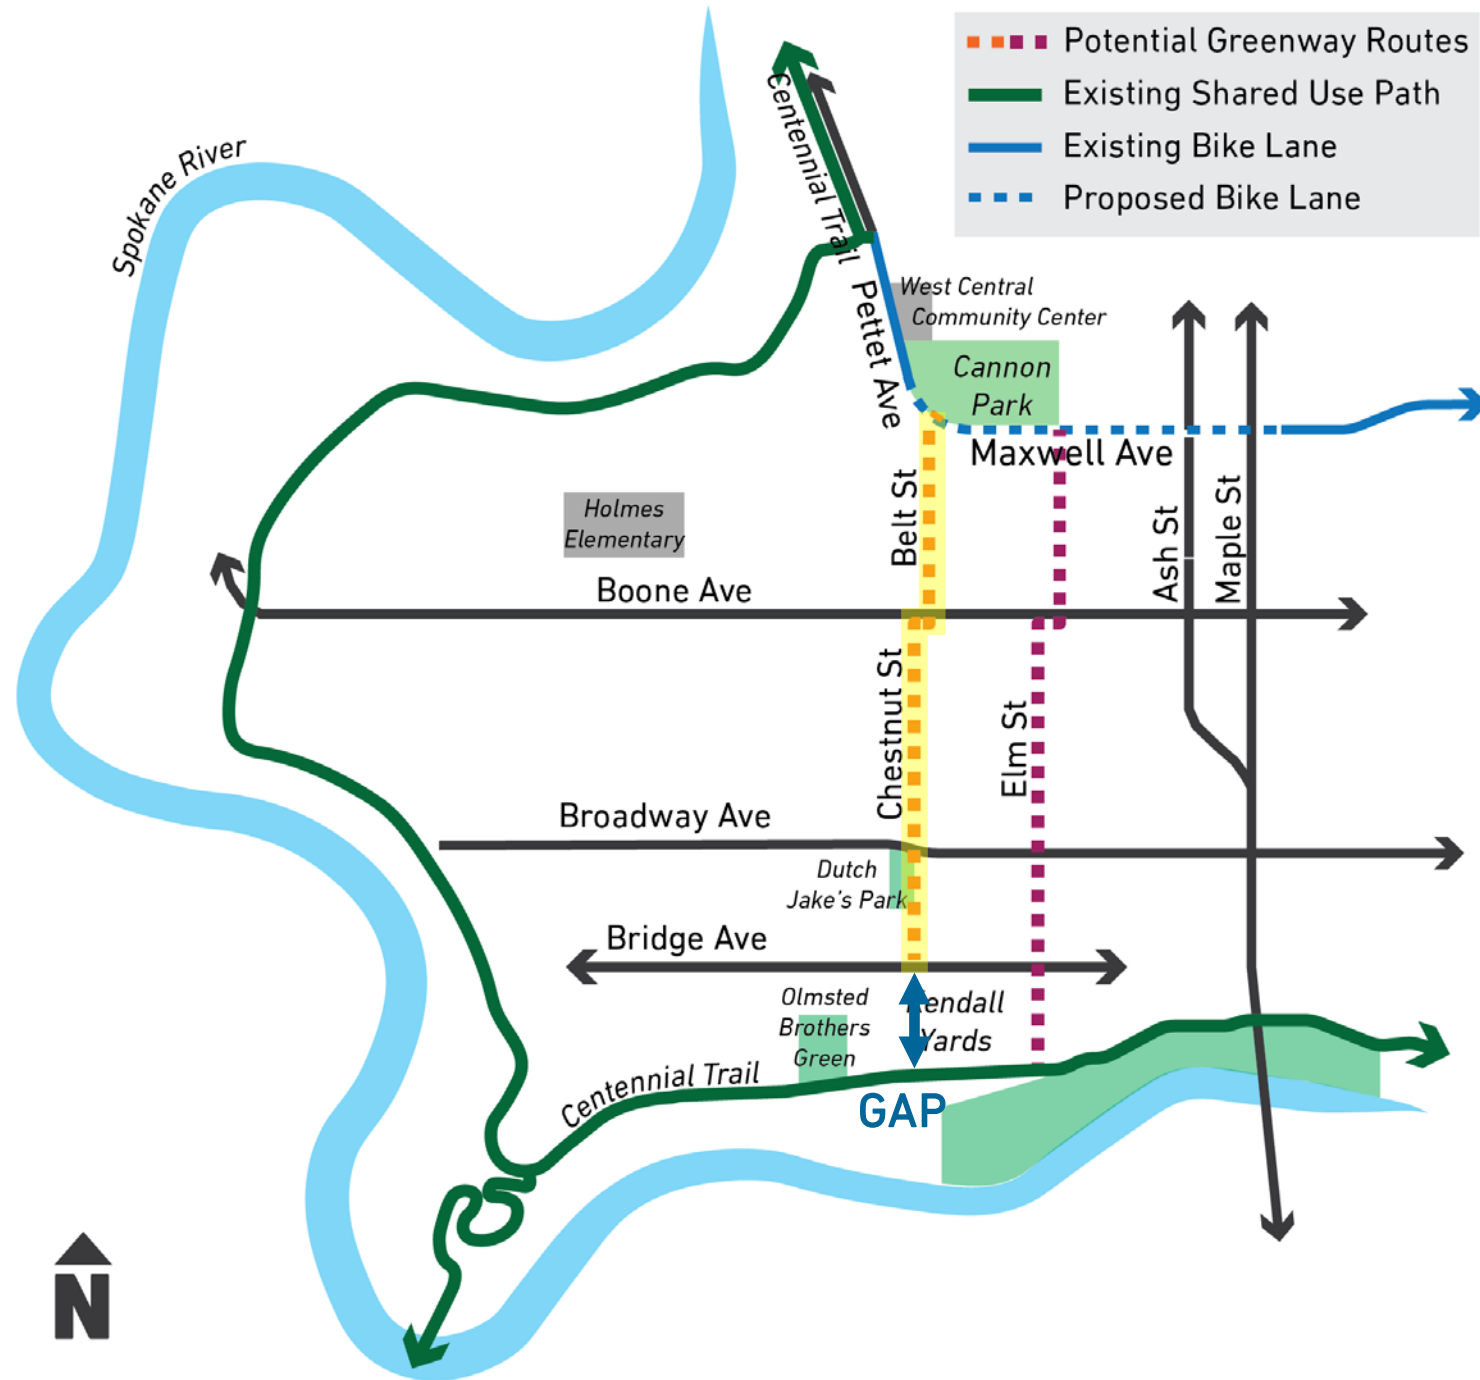 Potential Greenway Routes
Existing Shared Use Path
Existing Bike Lane
Proposed Bike Lane
Centennial Trail
Spokane River
Pettet Ave
West Central
Community Center
Cannon
Park
Maxwell Ave
Belt St
Ash St
Maple St
Holmes
Elementary
Boone Ave
Chestnut St
Elm St
Broadway Ave
Dutch
Jake's Park
Bridge Ave
Olmsted
Brothers
Green
Kendall
Yards
Centennial Trail
GAP
N